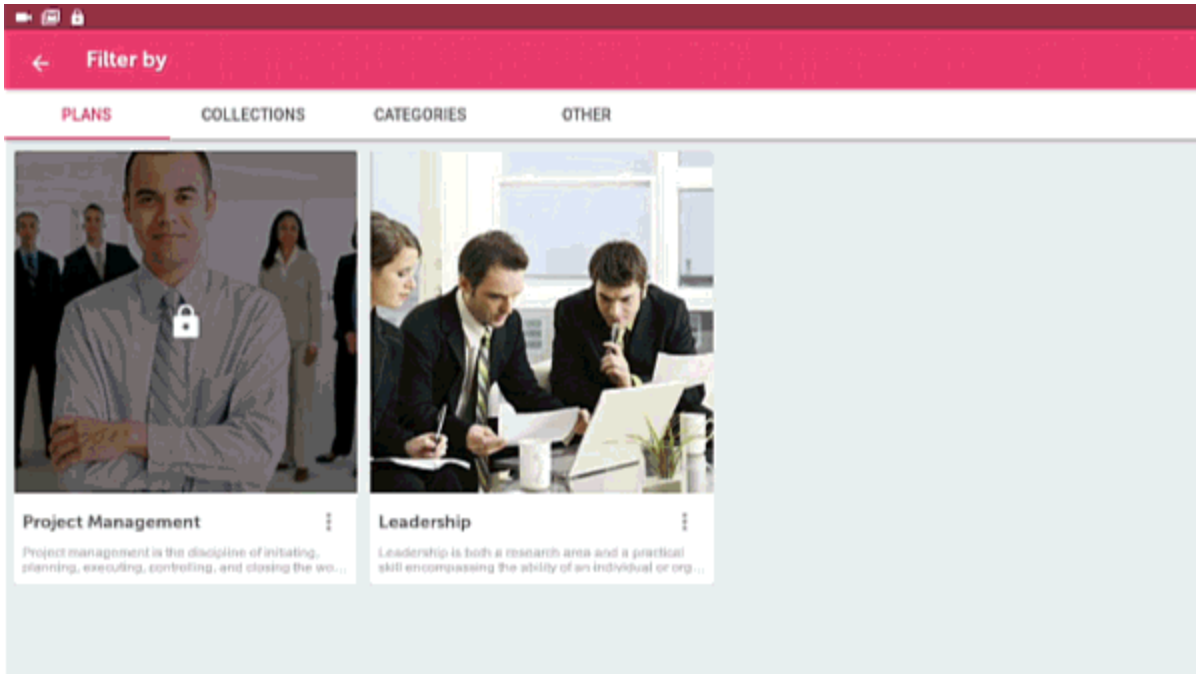 Filter by
PLANS
COLLECTIONS
CATEGORIES
OTHER
Project Management
Project management is the discipline of initiating,
planning, executing, controlling, and closing the wo...
Leadership
Leadership is both a research area and a practical
skill encompassing the ability of an individual or org...